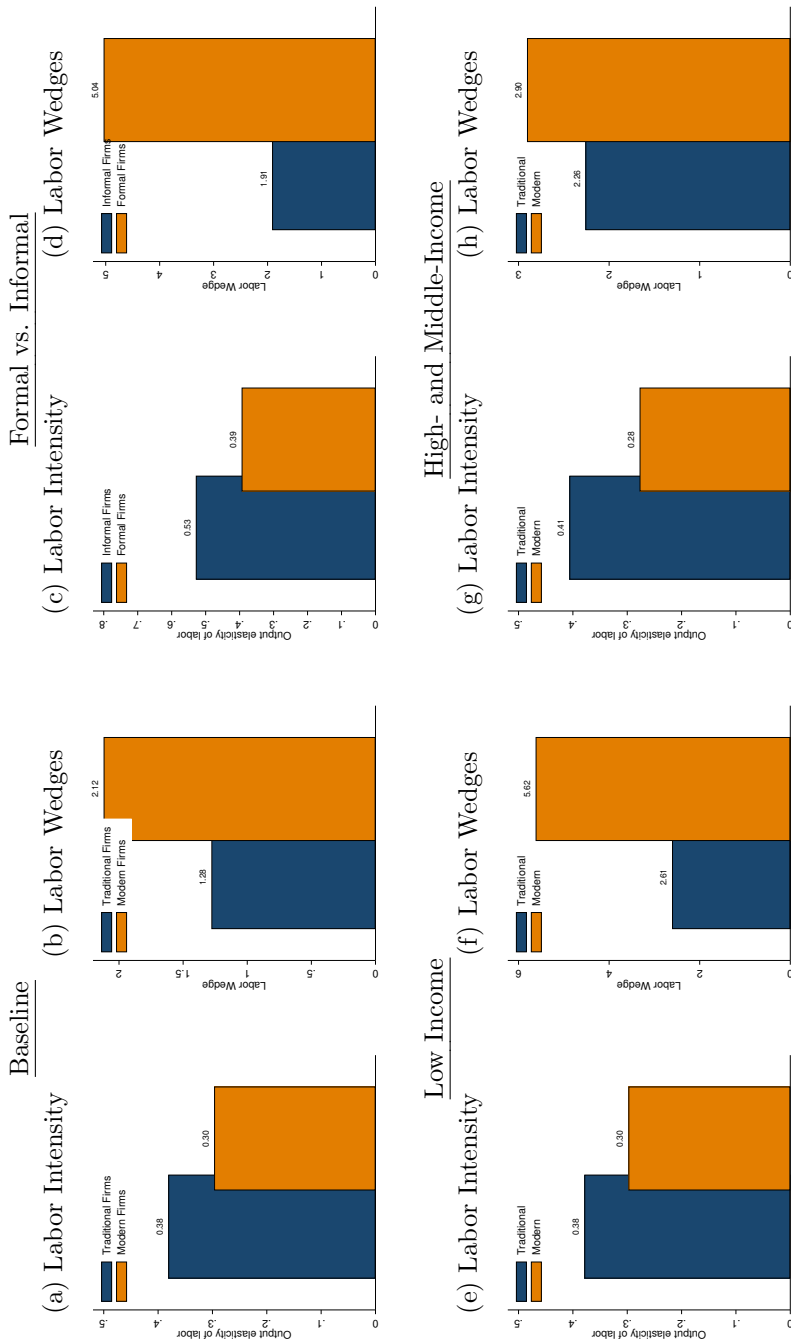 Baseline
Formal vs. Informal
(a) Labor Intensity
Traditional Firms
Modern Firms
Output elasticity of labor
.5
.4
.3
.2
.1
0
0.38
0.30
(b) Labor Wedges
Traditional Firms
Modern Firms
Labor Wedge
2
1.5
1
.5
0
1.28
2.12
(c) Labor Intensity
Informal Firms
Formal Firms
Output elasticity of labor
.8
.7
.6
.5
.4
.3
.2
.1
0
0.53
0.39
(d) Labor Wedges
Informal Firms
Formal Firms
Labor Wedge
5
4
3
2
1
0
1.91
5.04
Low Income
High- and Middle-Income
(e) Labor Intensity
Traditional
Modern
Output elasticity of labor
.5
.4
.3
.2
.1
0
0.38
0.30
(f) Labor Wedges
Traditional
Modern
Labor Wedge
6
4
2
0
2.61
5.62
(g) Labor Intensity
Traditional
Modern
Output elasticity of labor
.5
.4
.3
.2
.1
0
0.41
0.28
(h) Labor Wedges
Traditional
Modern
Labor Wedge
3
2
1
0
2.26
2.90